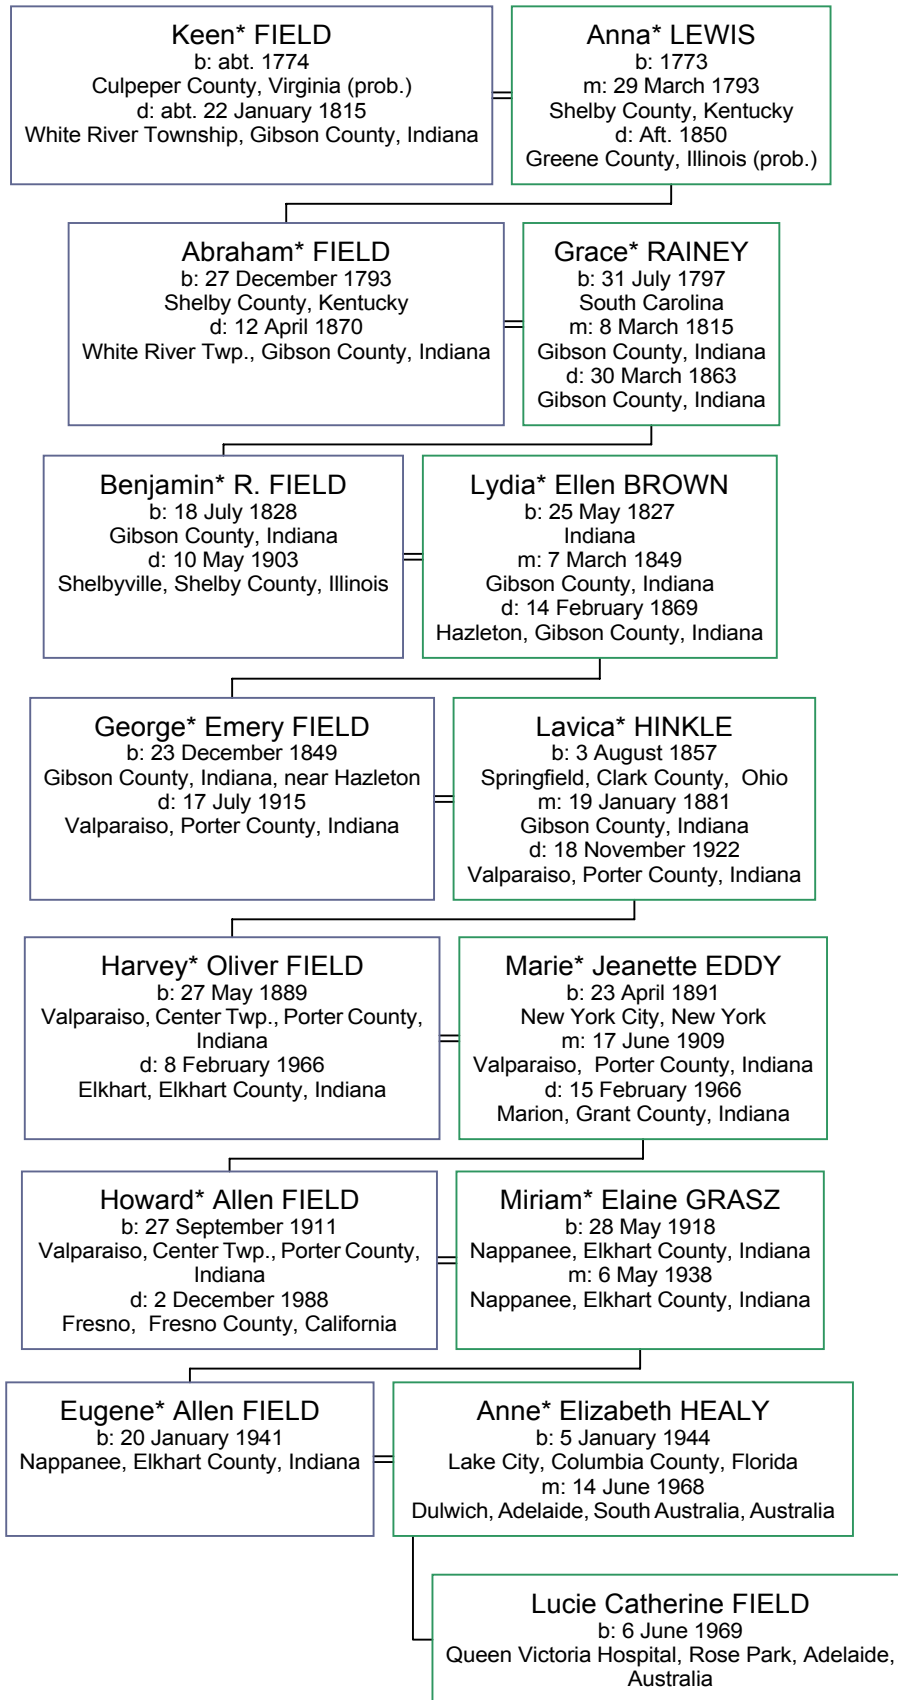 Keen* FIELD
b: abt. 1774
Culpeper County, Virginia (prob.)
d: abt. 22 January 1815
White River Township, Gibson County, Indiana
Anna* LEWIS
b: 1773
m: 29 March 1793
Shelby County, Kentucky
d: Aft. 1850
Greene County, Illinois (prob.)
Abraham* FIELD
b: 27 December 1793
Shelby County, Kentucky
d: 12 April 1870
White River Twp., Gibson County, Indiana
Grace* RAINEY
b: 31 July 1797
South Carolina
m: 8 March 1815
Gibson County, Indiana
d: 30 March 1863
Gibson County, Indiana
Benjamin* R. FIELD
b: 18 July 1828
Gibson County, Indiana
d: 10 May 1903
Shelbyville, Shelby County, Illinois
Lydia* Ellen BROWN
b: 25 May 1827
Indiana
m: 7 March 1849
Gibson County, Indiana
d: 14 February 1869
Hazleton, Gibson County, Indiana
George* Emery FIELD
b: 23 December 1849
Gibson County, Indiana, near Hazleton
d: 17 July 1915
Valparaiso, Porter County, Indiana
Lavica* HINKLE
b: 3 August 1857
Springfield, Clark County, Ohio
m: 19 January 1881
Gibson County, Indiana
d: 18 November 1922
Valparaiso, Porter County, Indiana
Harvey* Oliver FIELD
b: 27 May 1889
Valparaiso, Center Twp., Porter County,
Indiana
d: 8 February 1966
Elkhart, Elkhart County, Indiana
Marie* Jeanette EDDY
b: 23 April 1891
New York City, New York
m: 17 June 1909
Valparaiso, Porter County, Indiana
d: 15 February 1966
Marion, Grant County, Indiana
Howard* Allen FIELD
b: 27 September 1911
Valparaiso, Center Twp., Porter County,
Indiana
d: 2 December 1988
Fresno, Fresno County, California
Miriam* Elaine GRASZ
b: 28 May 1918
Nappanee, Elkhart County, Indiana
m: 6 May 1938
Nappanee, Elkhart County, Indiana
Eugene* Allen FIELD
b: 20 January 1941
Nappanee, Elkhart County, Indiana
Anne* Elizabeth HEALY
b: 5 January 1944
Lake City, Columbia County, Florida
m: 14 June 1968
Dulwich, Adelaide, South Australia, Australia
Lucie Catherine FIELD
b: 6 June 1969
Queen Victoria Hospital, Rose Park, Adelaide,
Australia